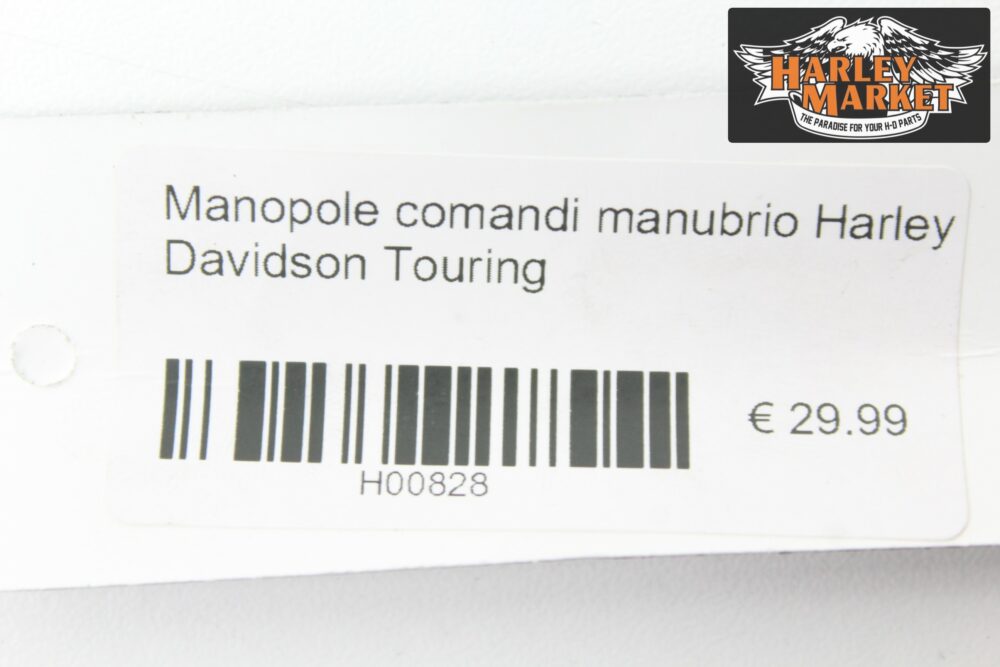 HARLEY
MARKET
THE PARADISE FOR YOUR H-D PARTS
Manopole comandi manubrio Harley
Davidson Touring
€ 29.99
H00828